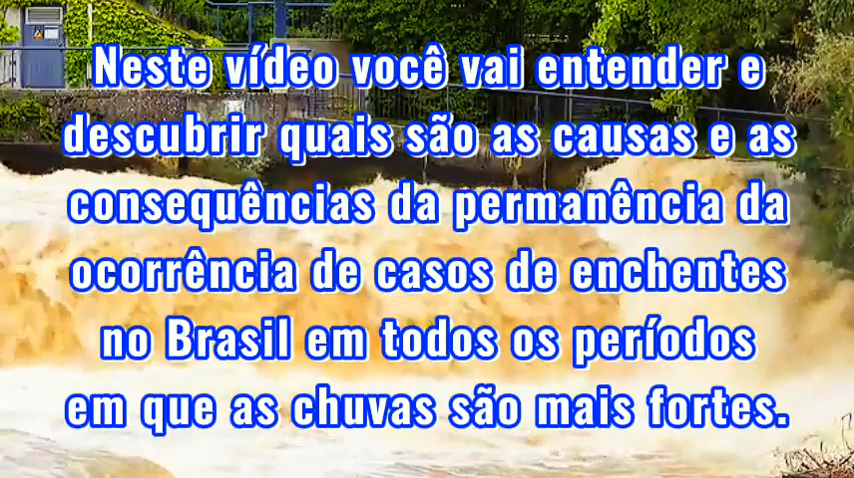 Neste vídeo você vai entender e
descubrir quais são as causas e as
consequências da permanência da
ocorrência de casos de enchentes
no Brasil em todos os períodos
em que as chuvas são mais fortes.